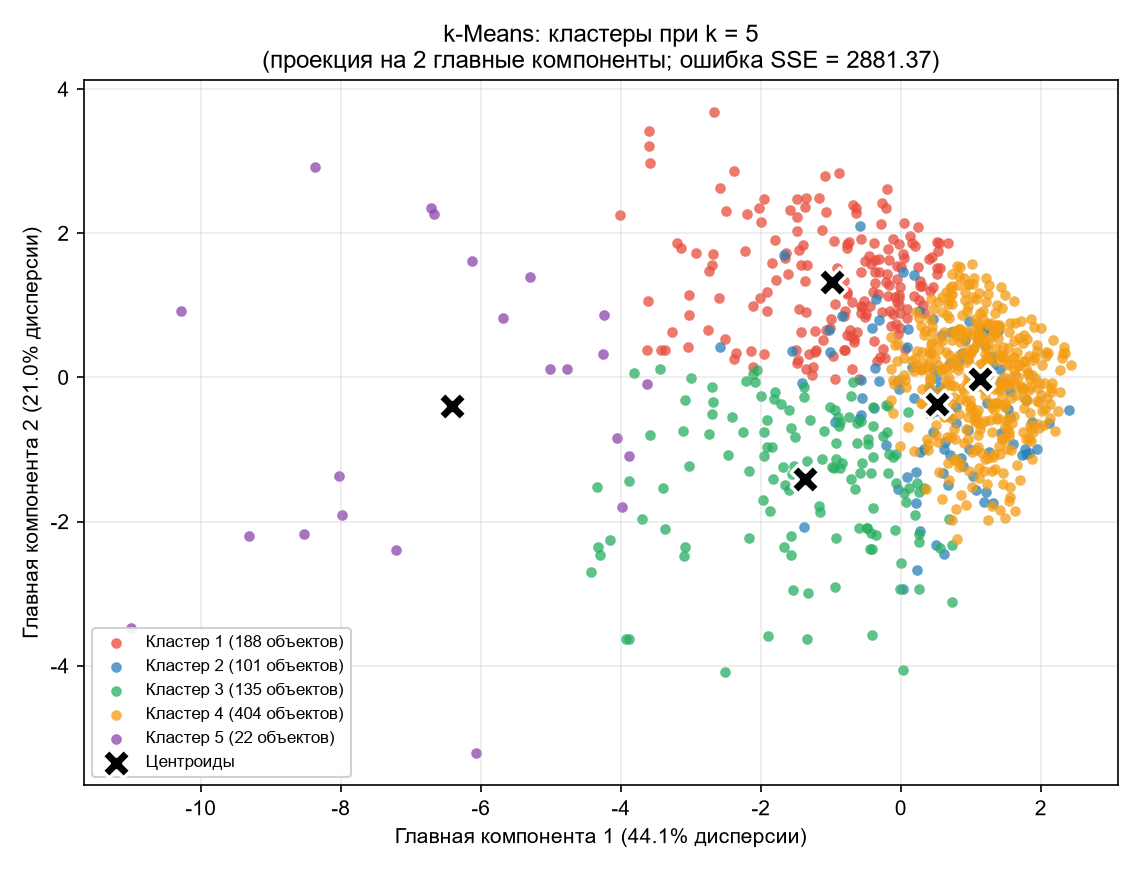 k-Means: кластеры при k = 5
(проекция на 2 главные компоненты; ошибка SSE = 2881.37)
4
2
0
-2
-4
Главная компонента 2 (21.0% дисперсии)
Кластер 1 (188 объектов)
Кластер 2 (101 объектов)
Кластер 3 (135 объектов)
Кластер 4 (404 объектов)
Кластер 5 (22 объектов)
Центроиды
-10
-8
-6
-4
-2
0
2
Главная компонента 1 (44.1% дисперсии)